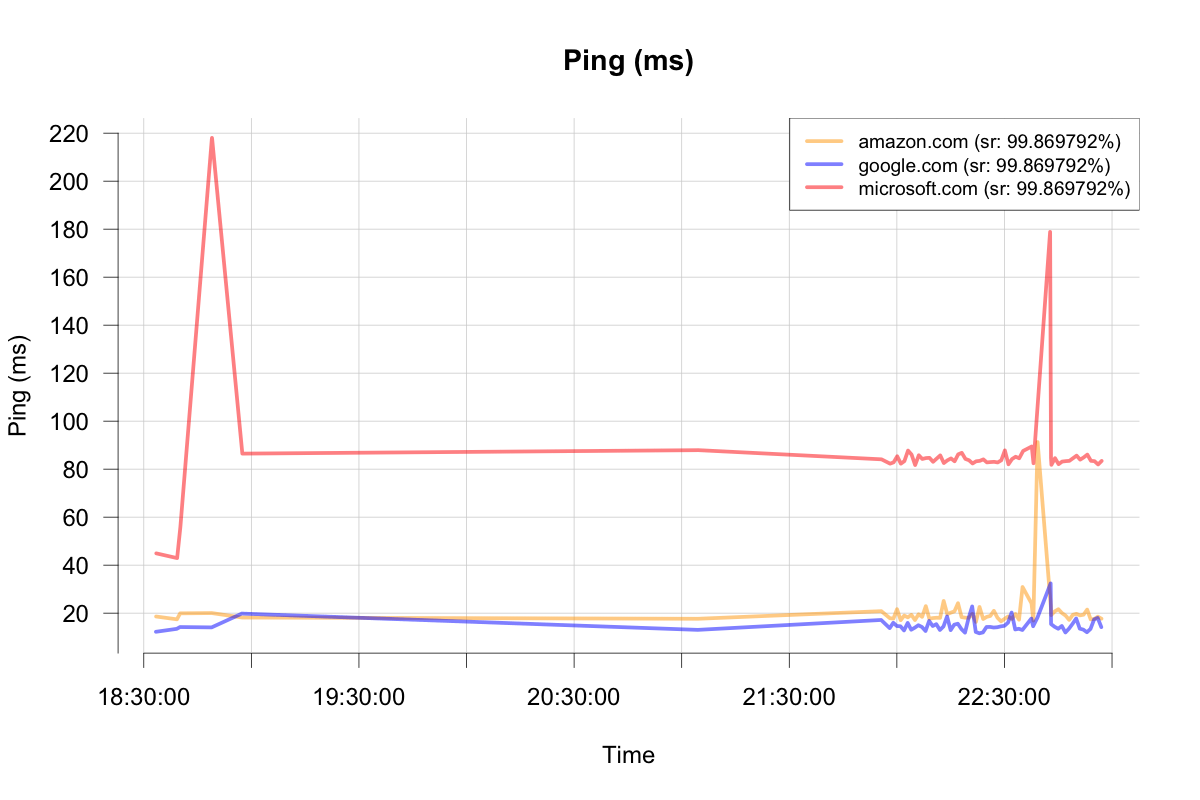 Ping (ms)
220
200
180
160
140
120
100
80
60
40
20
Ping (ms)
amazon.com (sr: 99.869792%)
google.com (sr: 99.869792%)
microsoft.com (sr: 99.869792%)
18:30:00 19:30:00 20:30:00 21:30:00 22:30:00
Time